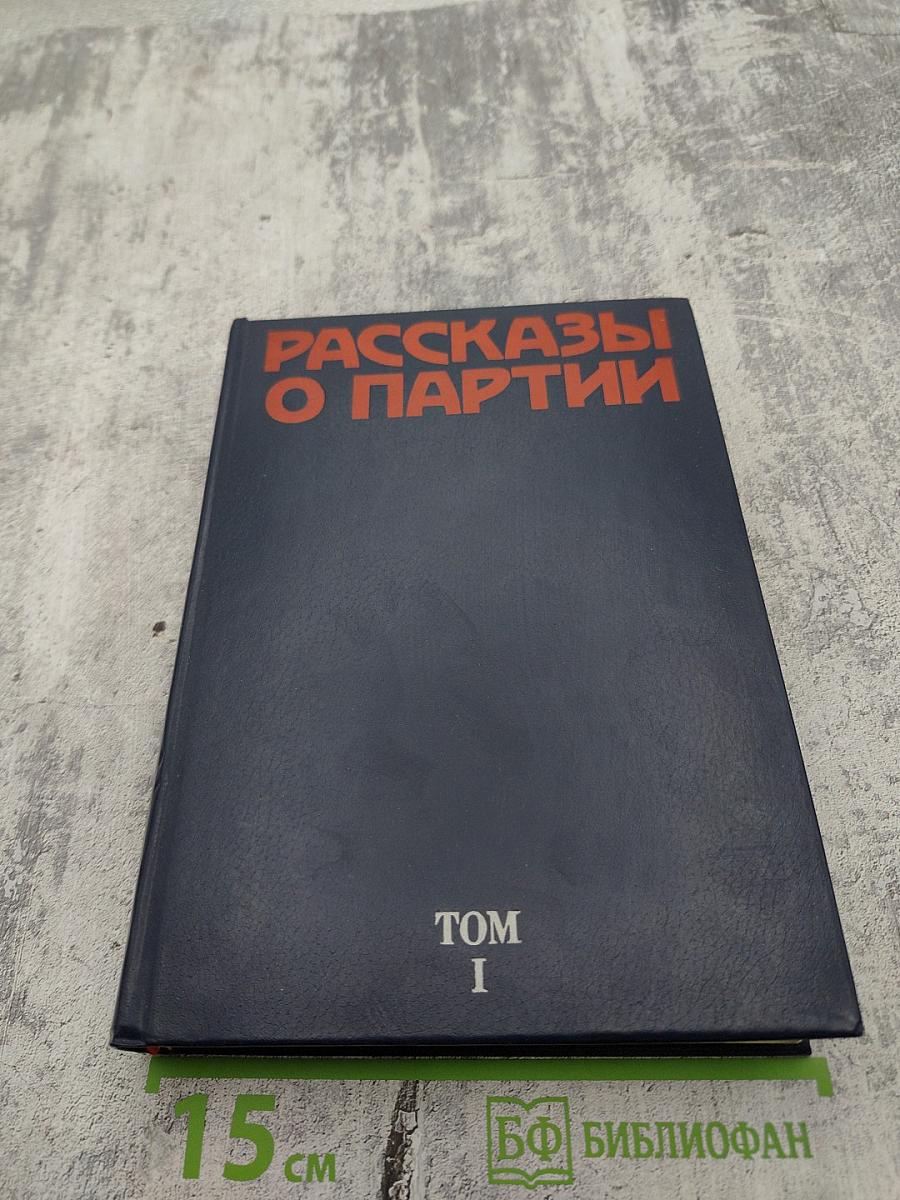 РАССКАЗЫ
О ПАРТИИ
ТОМ
I
15 см
БФ БИБЛИОФАН